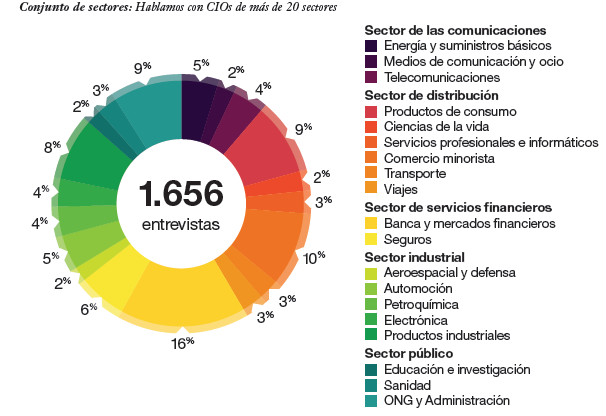 Conjunto de sectores: Hablamos con CIOs de más de 20 sectores
5%
2%
4%
9%
2%
3%
10%
3%
3%
16%
6%
2%
5%
4%
4%
8%
2%
3%
9%
1.656
entrevistas
Sector de las comunicaciones
Energía y suministros básicos
Medios de comunicación y ocio
Telecomunicaciones
Sector de distribución
Productos de consumo
Ciencias de la vida
Servicios profesionales e informáticos
Comercio minorista
Transporte
Viajes
Sector de servicios financieros
Banca y mercados financieros
Seguros
Sector industrial
Aeroespacial y defensa
Automoción
Petroquímica
Electrónica
Productos industriales
Sector público
Educación e investigación
Sanidad
ONG y Administración